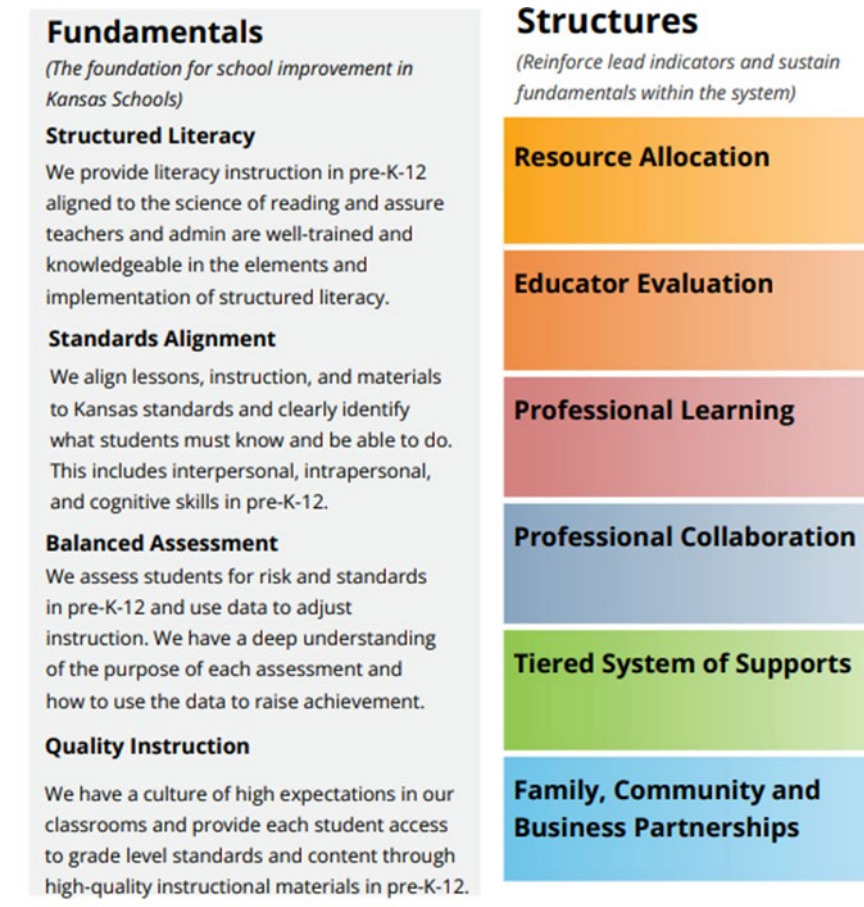 Fundamentals
(The foundation for school improvement in
Kansas Schools)
Structured Literacy
We provide literacy instruction in pre-K-12
aligned to the science of reading and assure
teachers and admin are well-trained and
knowledgeable in the elements and
implementation of structured literacy.
Standards Alignment
We align lessons, instruction, and materials
to Kansas standards and clearly identify
what students must know and be able to do.
This includes interpersonal, intrapersonal,
and cognitive skills in pre-K-12.
Balanced Assessment
We assess students for risk and standards
in pre-K-12 and use data to adjust
instruction. We have a deep understanding
of the purpose of each assessment and
how to use the data to raise achievement.
Quality Instruction
We have a culture of high expectations in our
classrooms and provide each student access
to grade level standards and content through
high-quality instructional materials in pre-K-12.
Structures
(Reinforce lead indicators and sustain
fundamentals within the system)
Resource Allocation
Educator Evaluation
Professional Learning
Professional Collaboration
Tiered System of Supports
Family, Community and
Business Partnerships